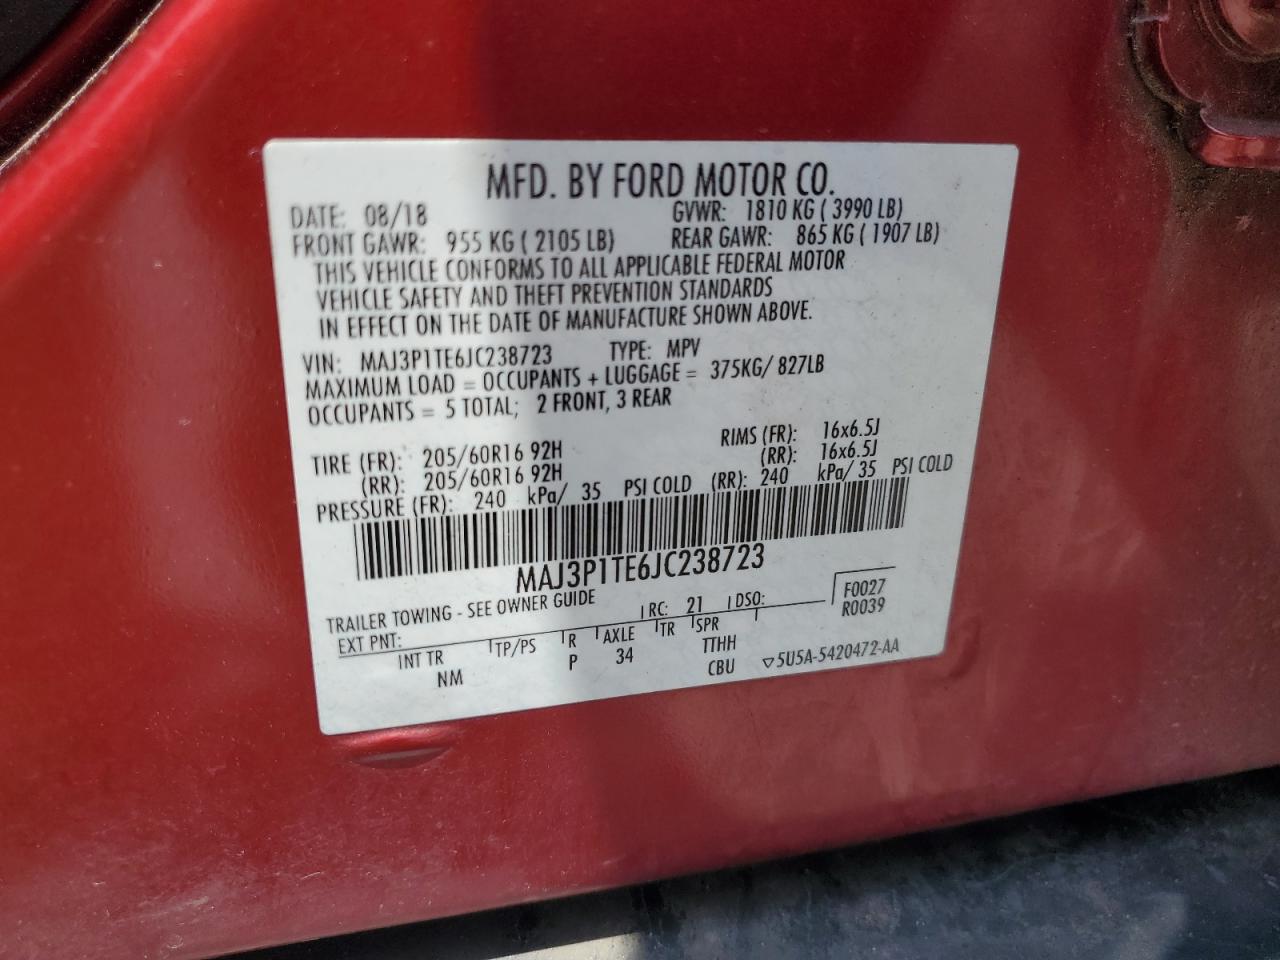 MFD. BY FORD MOTOR CO.
DATE: 08/18 GVWR: 1810 KG ( 3990 LB)
FRONT GAWR: 955 KG ( 2105 LB) REAR GAWR: 865 KG ( 1907 LB)
THIS VEHICLE CONFORMS TO ALL APPLICABLE FEDERAL MOTOR
VEHICLE SAFETY AND THEFT PREVENTION STANDARDS
IN EFFECT ON THE DATE OF MANUFACTURE SHOWN ABOVE.
VIN: MAJ3P1TE6JC238723 TYPE: MPV
MAXIMUM LOAD = OCCUPANTS + LUGGAGE = 375KG/ 827LB
OCCUPANTS = 5 TOTAL; 2 FRONT, 3 REAR
TIRE (FR): 205/60R16 92H RIMS (FR): 16x6.5J
(RR): 205/60R16 92H (RR): 16x6.5J
PRESSURE (FR): 240 kPa/ 35 PSI COLD (RR): 240 kPa/ 35 PSI COLD
MAJ3P1TE6JC238723
TRAILER TOWING - SEE OWNER GUIDE
EXT PNT: RC: 21 DSO: F0027
R0039
INT TR TP/PS R AXLE TR SPR
NM P 34 TTHH
CBU ▽5U5A-5420472-AA